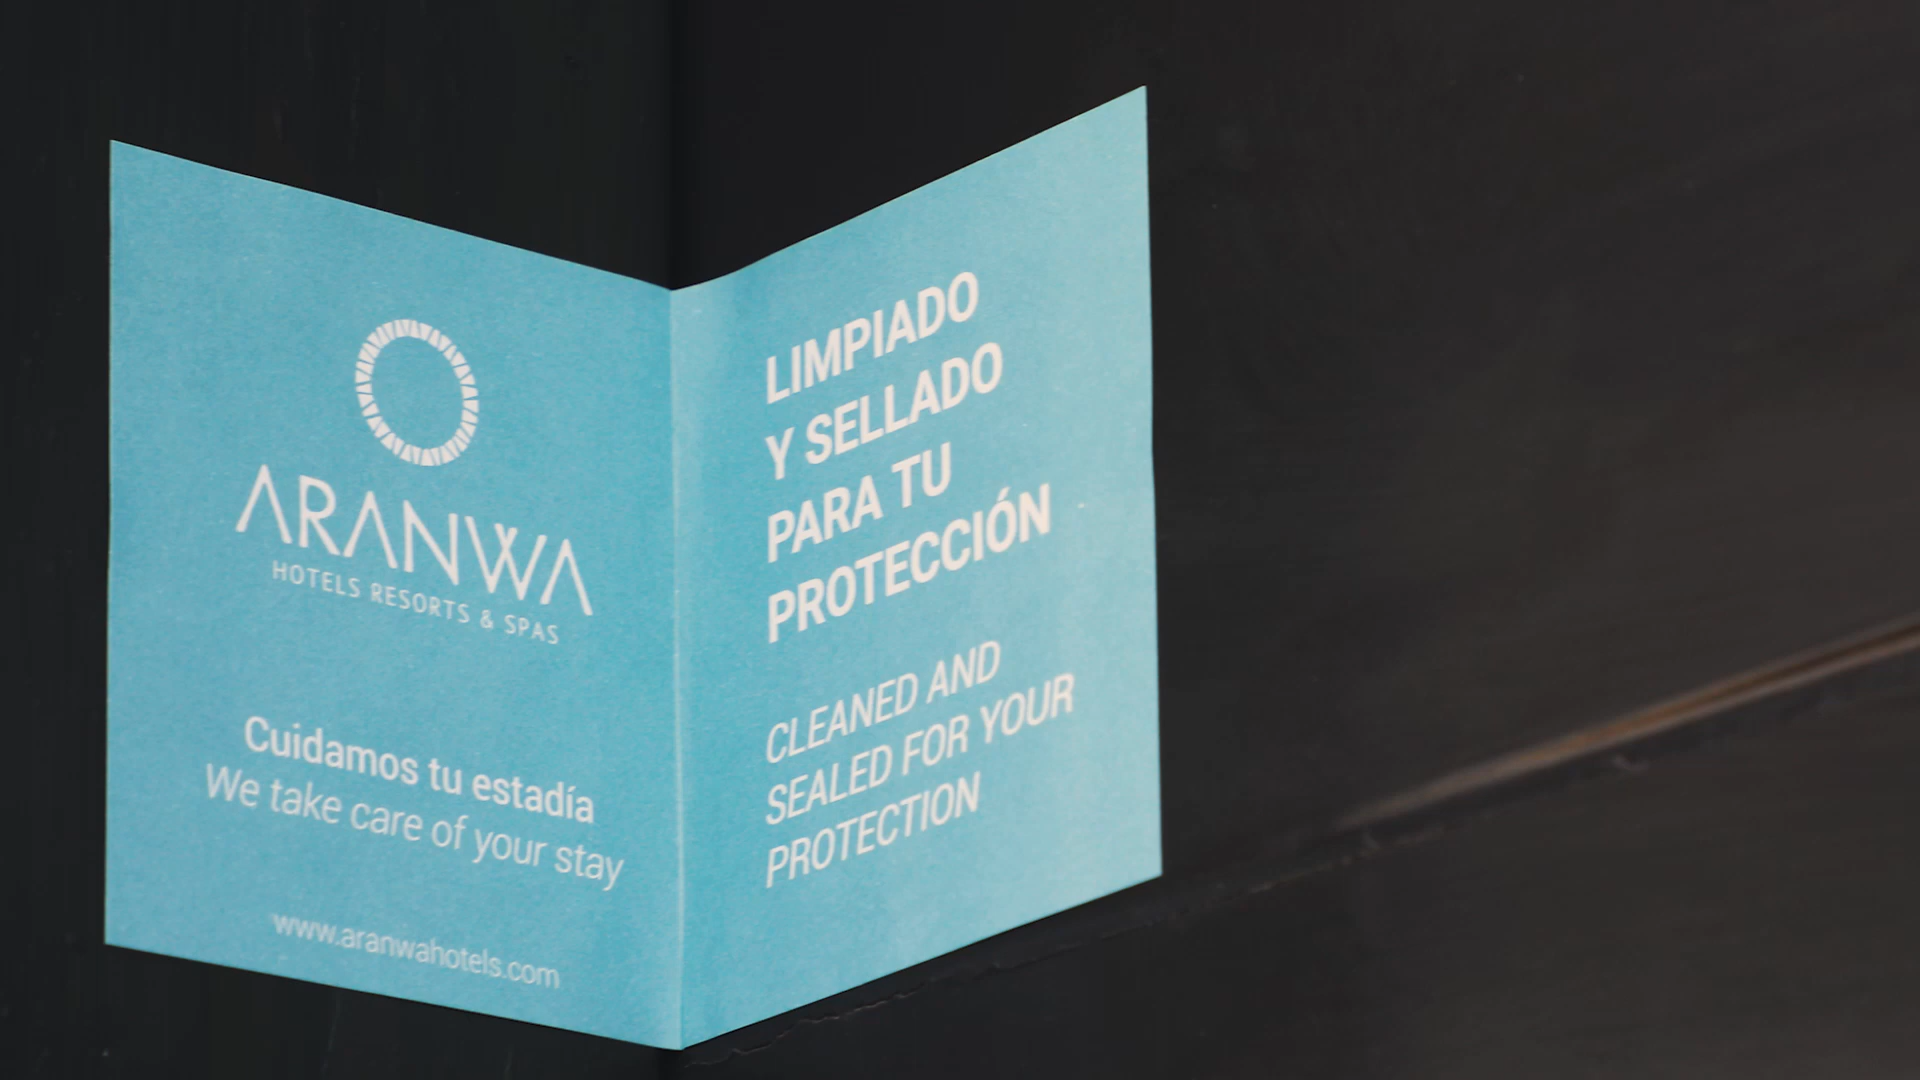 ARANWA
HOTELS RESORTS & SPAS
Cuidamos tu estadía
We take care of your stay
www.aranwahotels.com
LIMPIADO
Y SELLADO
PARA TU
PROTECCIÓN
CLEANED AND
SEALED FOR YOUR
PROTECTION